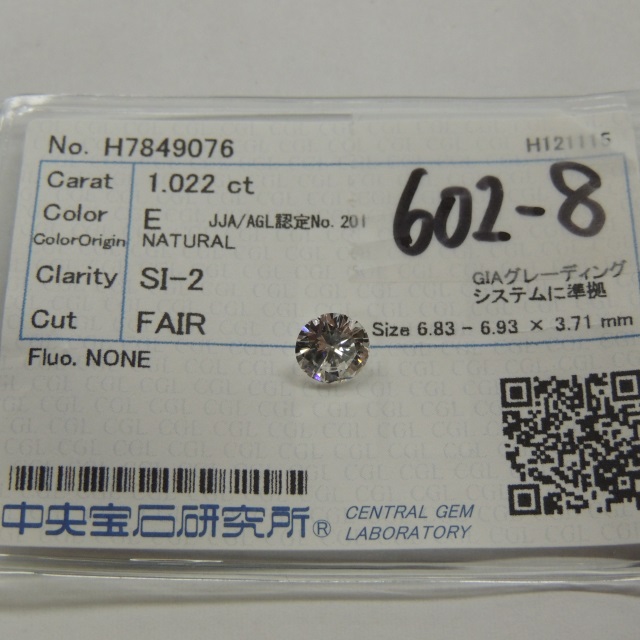 No. H7849076 H121115
Carat 1.022 ct
Color E JJA/AGL認定No. 201
602-8
ColorOrigin NATURAL
Clarity SI-2 GIAグレーディング
システムに準拠
Cut FAIR Size 6.83 - 6.93 × 3.71 mm
Fluo. NONE
中央宝石研究所® CENTRAL GEM
LABORATORY